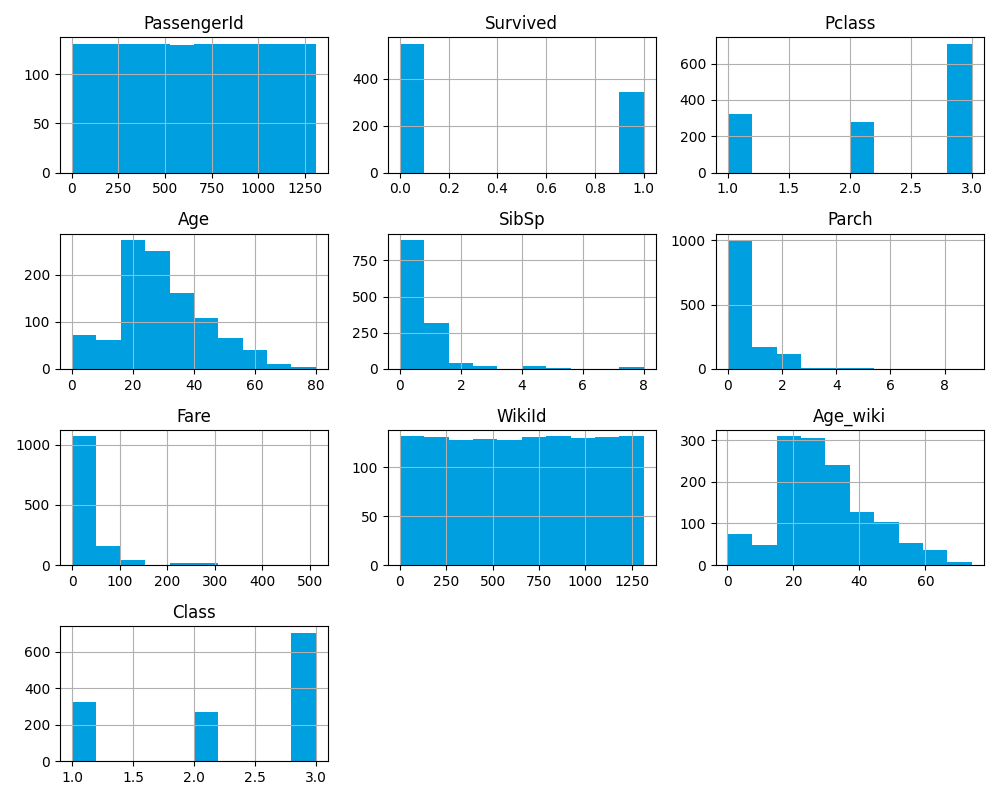 PassengerId Survived Pclass
100 400 600
50 200 400
200
0 0 0
0 250 500 750 1000 1250 0.0 0.2 0.4 0.6 0.8 1.0 1.0 1.5 2.0 2.5 3.0
Age SibSp Parch
200 750 1000
100 500 500
250
0 0 0
0 20 40 60 80 0 2 4 6 8 0 2 4 6 8
Fare WikiId Age_wiki
1000 100 300
500 50 200
100
0 0 0
0 100 200 300 400 500 0 250 500 750 1000 1250 0 20 40 60
Class
600
400
200
0
1.0 1.5 2.0 2.5 3.0